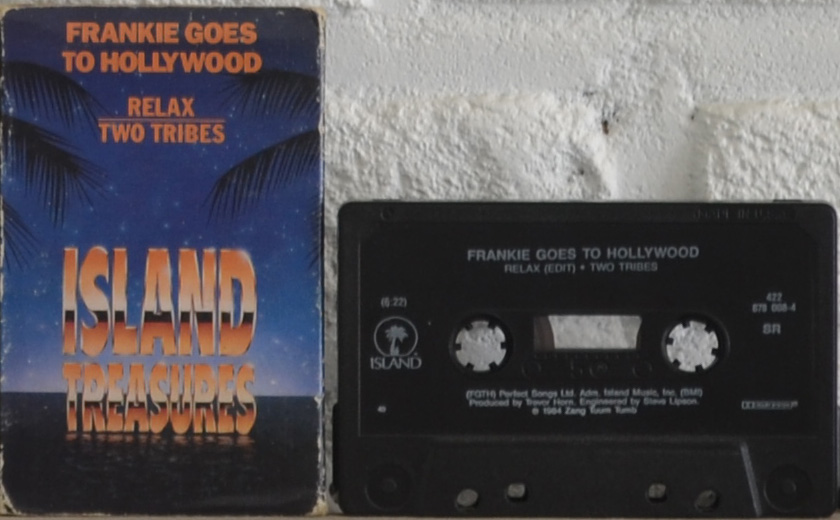 FRANKIE GOES
TO HOLLYWOOD
RELAX
TWO TRIBES
ISLAND
TREASURES
FRANKIE GOES TO HOLLYWOOD
RELAX (EDIT) • TWO TRIBES
(6:22)
422
878 008-4
SR
ISLAND
(FGTH) Perfect Songs Ltd. Adm. Island Music, Inc. (BMI)
Produced by Trevor Horn. Engineered by Steve Lipson.
℗ 1984 Zang Tuum Tumb